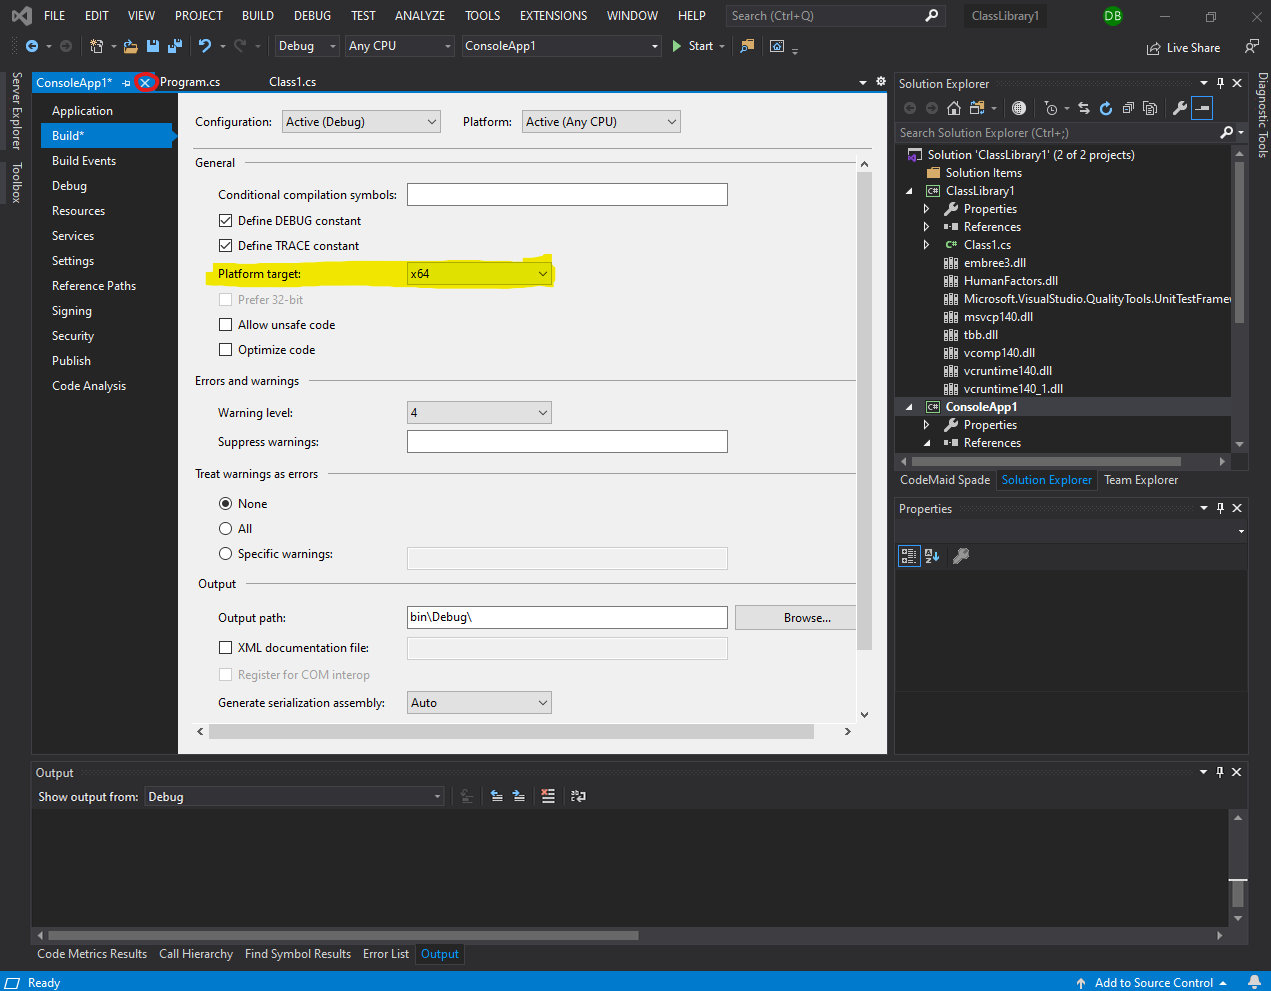 FILE EDIT VIEW PROJECT BUILD DEBUG TEST ANALYZE TOOLS EXTENSIONS WINDOW HELP Search (Ctrl+Q) ClassLibrary1 DB
Debug Any CPU ConsoleApp1 Start Live Share
Server Explorer
Toolbox
ConsoleApp1* Program.cs Class1.cs
Application
Build*
Build Events
Debug
Resources
Services
Settings
Reference Paths
Signing
Security
Publish
Code Analysis
Configuration: Active (Debug) Platform: Active (Any CPU)
General
Conditional compilation symbols:
Define DEBUG constant
Define TRACE constant
Platform target: x64
Prefer 32-bit
Allow unsafe code
Optimize code
Errors and warnings
Warning level: 4
Suppress warnings:
Treat warnings as errors
None
All
Specific warnings:
Output
Output path: bin\Debug\ Browse...
XML documentation file:
Register for COM interop
Generate serialization assembly: Auto
Solution Explorer
Search Solution Explorer (Ctrl+;)
Solution 'ClassLibrary1' (2 of 2 projects)
Solution Items
C# ClassLibrary1
Properties
References
C# Class1.cs
embree3.dll
HumanFactors.dll
Microsoft.VisualStudio.QualityTools.UnitTestFramew
msvcp140.dll
tbb.dll
vcomp140.dll
vcruntime140.dll
vcruntime140_1.dll
C# ConsoleApp1
Properties
References
CodeMaid Spade Solution Explorer Team Explorer
Properties
Diagnostic Tools
Output
Show output from: Debug
Code Metrics Results Call Hierarchy Find Symbol Results Error List Output
Ready Add to Source Control